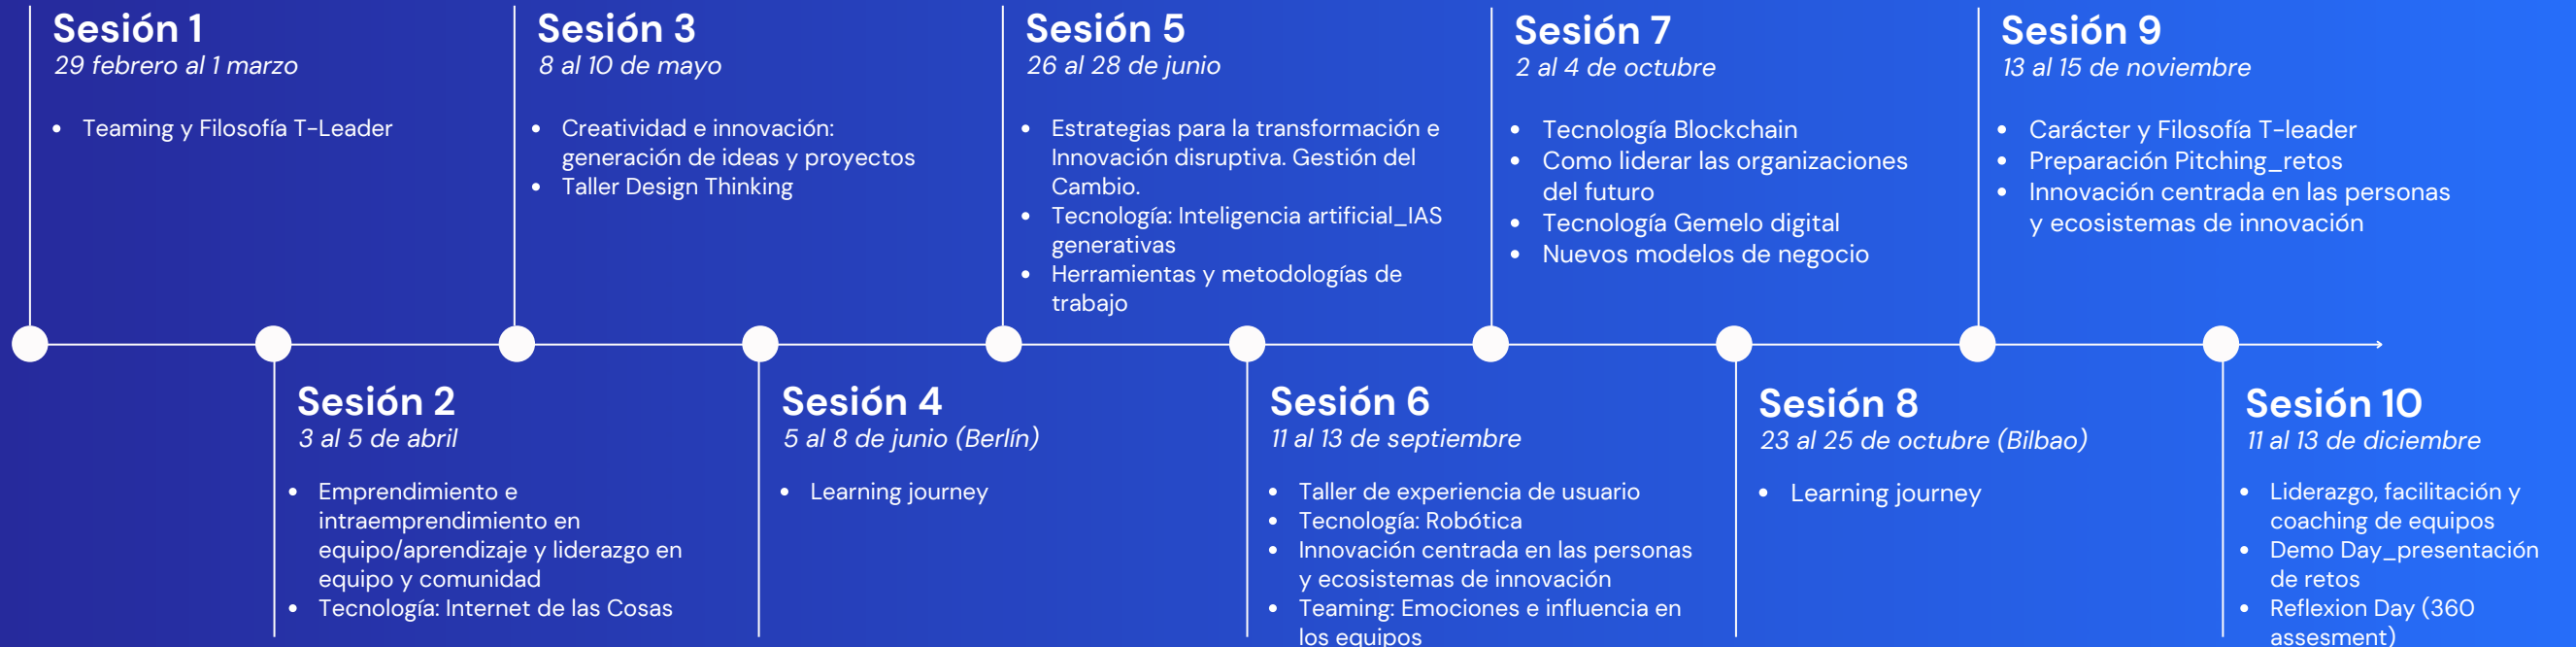 Sesión 1
29 febrero al 1 marzo
• Teaming y Filosofía T-Leader
Sesión 3
8 al 10 de mayo
• Creatividad e innovación:
generación de ideas y proyectos
• Taller Design Thinking
Sesión 5
26 al 28 de junio
• Estrategias para la transformación e
Innovación disruptiva. Gestión del
Cambio.
• Tecnología: Inteligencia artificial_IAS
generativas
• Herramientas y metodologías de
trabajo
Sesión 7
2 al 4 de octubre
• Tecnología Blockchain
• Como liderar las organizaciones
del futuro
• Tecnología Gemelo digital
• Nuevos modelos de negocio
Sesión 9
13 al 15 de noviembre
• Carácter y Filosofía T-leader
• Preparación Pitching_retos
• Innovación centrada en las personas
y ecosistemas de innovación
Sesión 2
3 al 5 de abril
• Emprendimiento e
intraemprendimiento en
equipo/aprendizaje y liderazgo en
equipo y comunidad
• Tecnología: Internet de las Cosas
Sesión 4
5 al 8 de junio (Berlín)
• Learning journey
Sesión 6
11 al 13 de septiembre
• Taller de experiencia de usuario
• Tecnología: Robótica
• Innovación centrada en las personas
y ecosistemas de innovación
• Teaming: Emociones e influencia en
los equipos
Sesión 8
23 al 25 de octubre (Bilbao)
• Learning journey
Sesión 10
11 al 13 de diciembre
• Liderazgo, facilitación y
coaching de equipos
• Demo Day_presentación
de retos
• Reflexion Day (360
assesment)